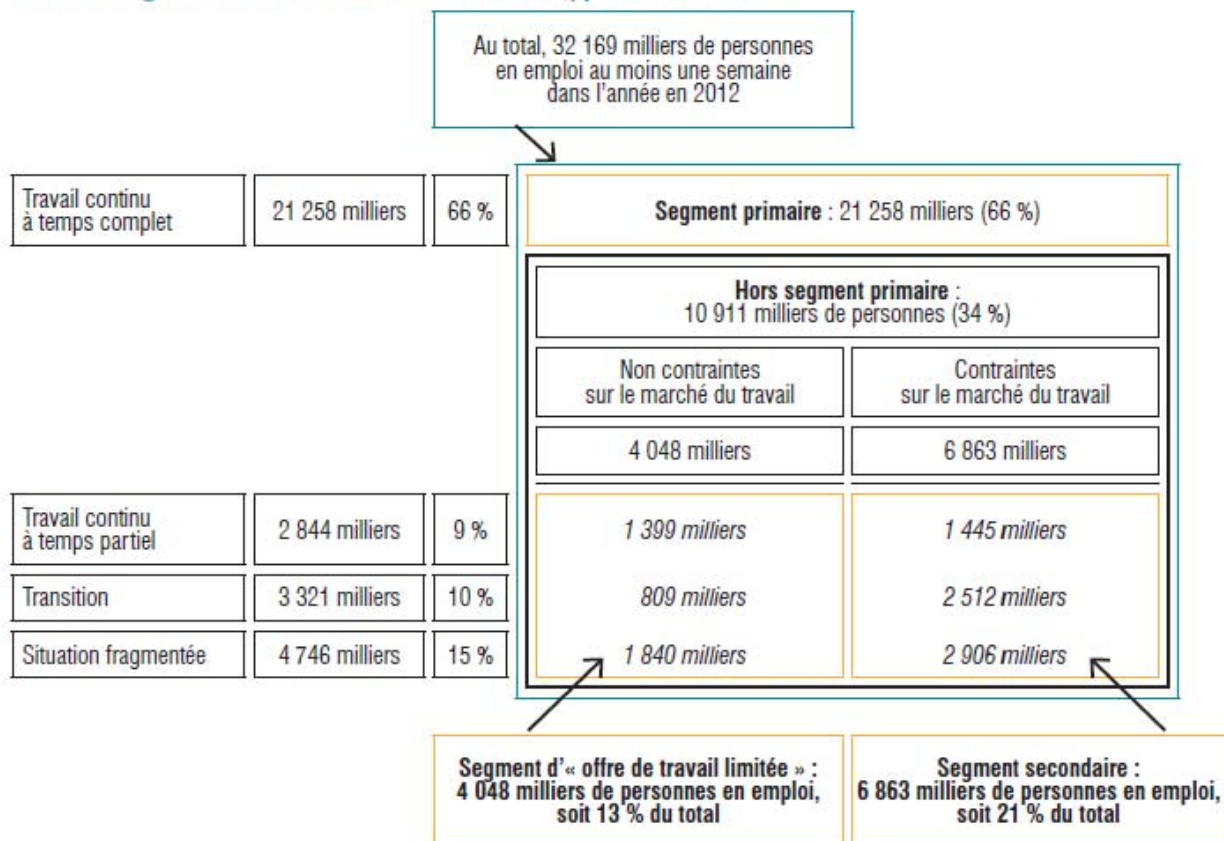 Au total, 32 169 milliers de personnes
en emploi au moins une semaine
dans l'année en 2012
Travail continu
à temps complet
21 258 milliers
66 %
Segment primaire : 21 258 milliers (66 %)
Hors segment primaire :
10 911 milliers de personnes (34 %)
Non contraintes
sur le marché du travail
Contraintes
sur le marché du travail
4 048 milliers
6 863 milliers
Travail continu
à temps partiel
2 844 milliers
9 %
1 399 milliers
1 445 milliers
Transition
3 321 milliers
10 %
809 milliers
2 512 milliers
Situation fragmentée
4 746 milliers
15 %
1 840 milliers
2 906 milliers
Segment d'« offre de travail limitée » :
4 048 milliers de personnes en emploi,
soit 13 % du total
Segment secondaire :
6 863 milliers de personnes en emploi,
soit 21 % du total